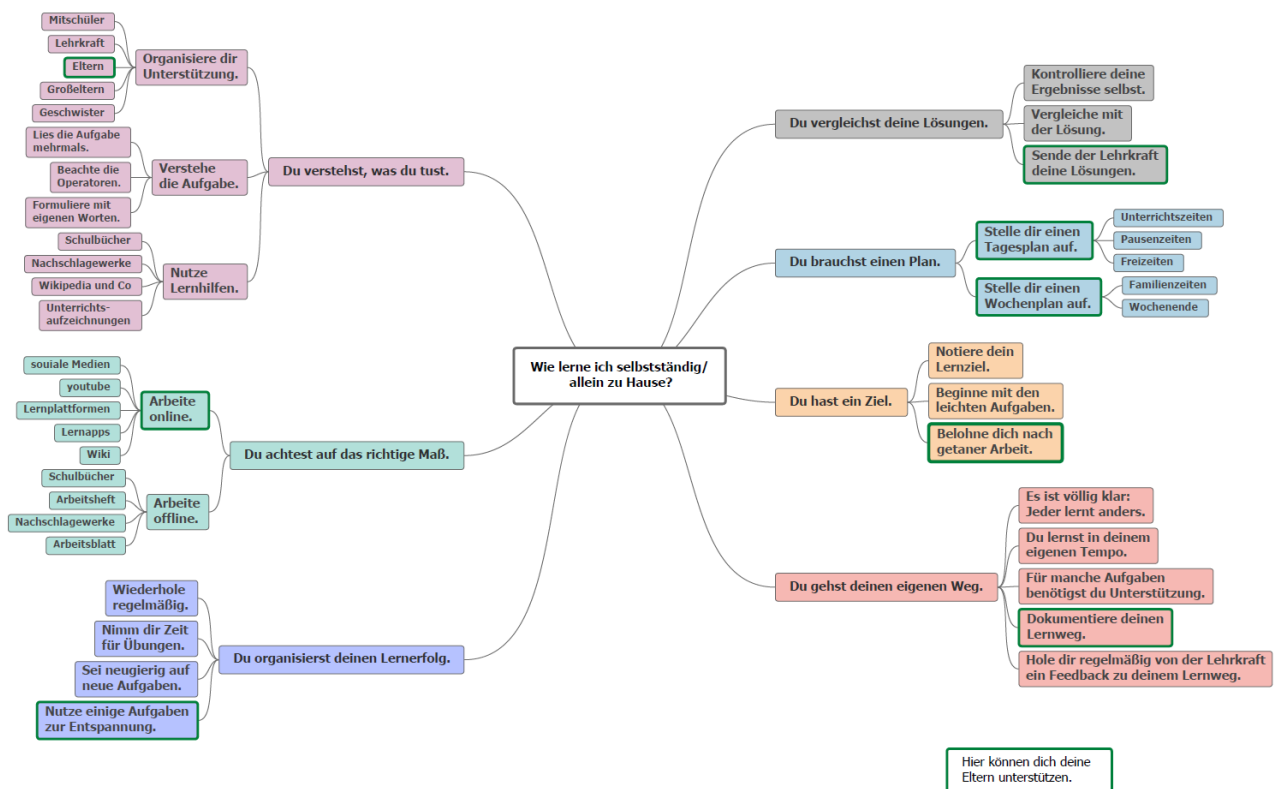 Wie lerne ich selbstständig/
allein zu Hause?
Du verstehst, was du tust.
Organisiere dir
Unterstützung.
Mitschüler
Lehrkraft
Eltern
Großeltern
Geschwister
Verstehe
die Aufgabe.
Lies die Aufgabe
mehrmals.
Beachte die
Operatoren.
Formuliere mit
eigenen Worten.
Nutze
Lernhilfen.
Schulbücher
Nachschlagewerke
Wikipedia und Co
Unterrichts-
aufzeichnungen
Du achtest auf das richtige Maß.
Arbeite
online.
souiale Medien
youtube
Lernplattformen
Lernapps
Wiki
Arbeite
offline.
Schulbücher
Arbeitsheft
Nachschlagewerke
Arbeitsblatt
Du organisierst deinen Lernerfolg.
Wiederhole
regelmäßig.
Nimm dir Zeit
für Übungen.
Sei neugierig auf
neue Aufgaben.
Nutze einige Aufgaben
zur Entspannung.
Du vergleichst deine Lösungen.
Kontrolliere deine
Ergebnisse selbst.
Vergleiche mit
der Lösung.
Sende der Lehrkraft
deine Lösungen.
Du brauchst einen Plan.
Stelle dir einen
Tagesplan auf.
Unterrichtszeiten
Pausenzeiten
Freizeiten
Stelle dir einen
Wochenplan auf.
Familienzeiten
Wochenende
Du hast ein Ziel.
Notiere dein
Lernziel.
Beginne mit den
leichten Aufgaben.
Belohne dich nach
getaner Arbeit.
Du gehst deinen eigenen Weg.
Es ist völlig klar:
Jeder lernt anders.
Du lernst in deinem
eigenen Tempo.
Für manche Aufgaben
benötigst du Unterstützung.
Dokumentiere deinen
Lernweg.
Hole dir regelmäßig von der Lehrkraft
ein Feedback zu deinem Lernweg.
Hier können dich deine
Eltern unterstützen.